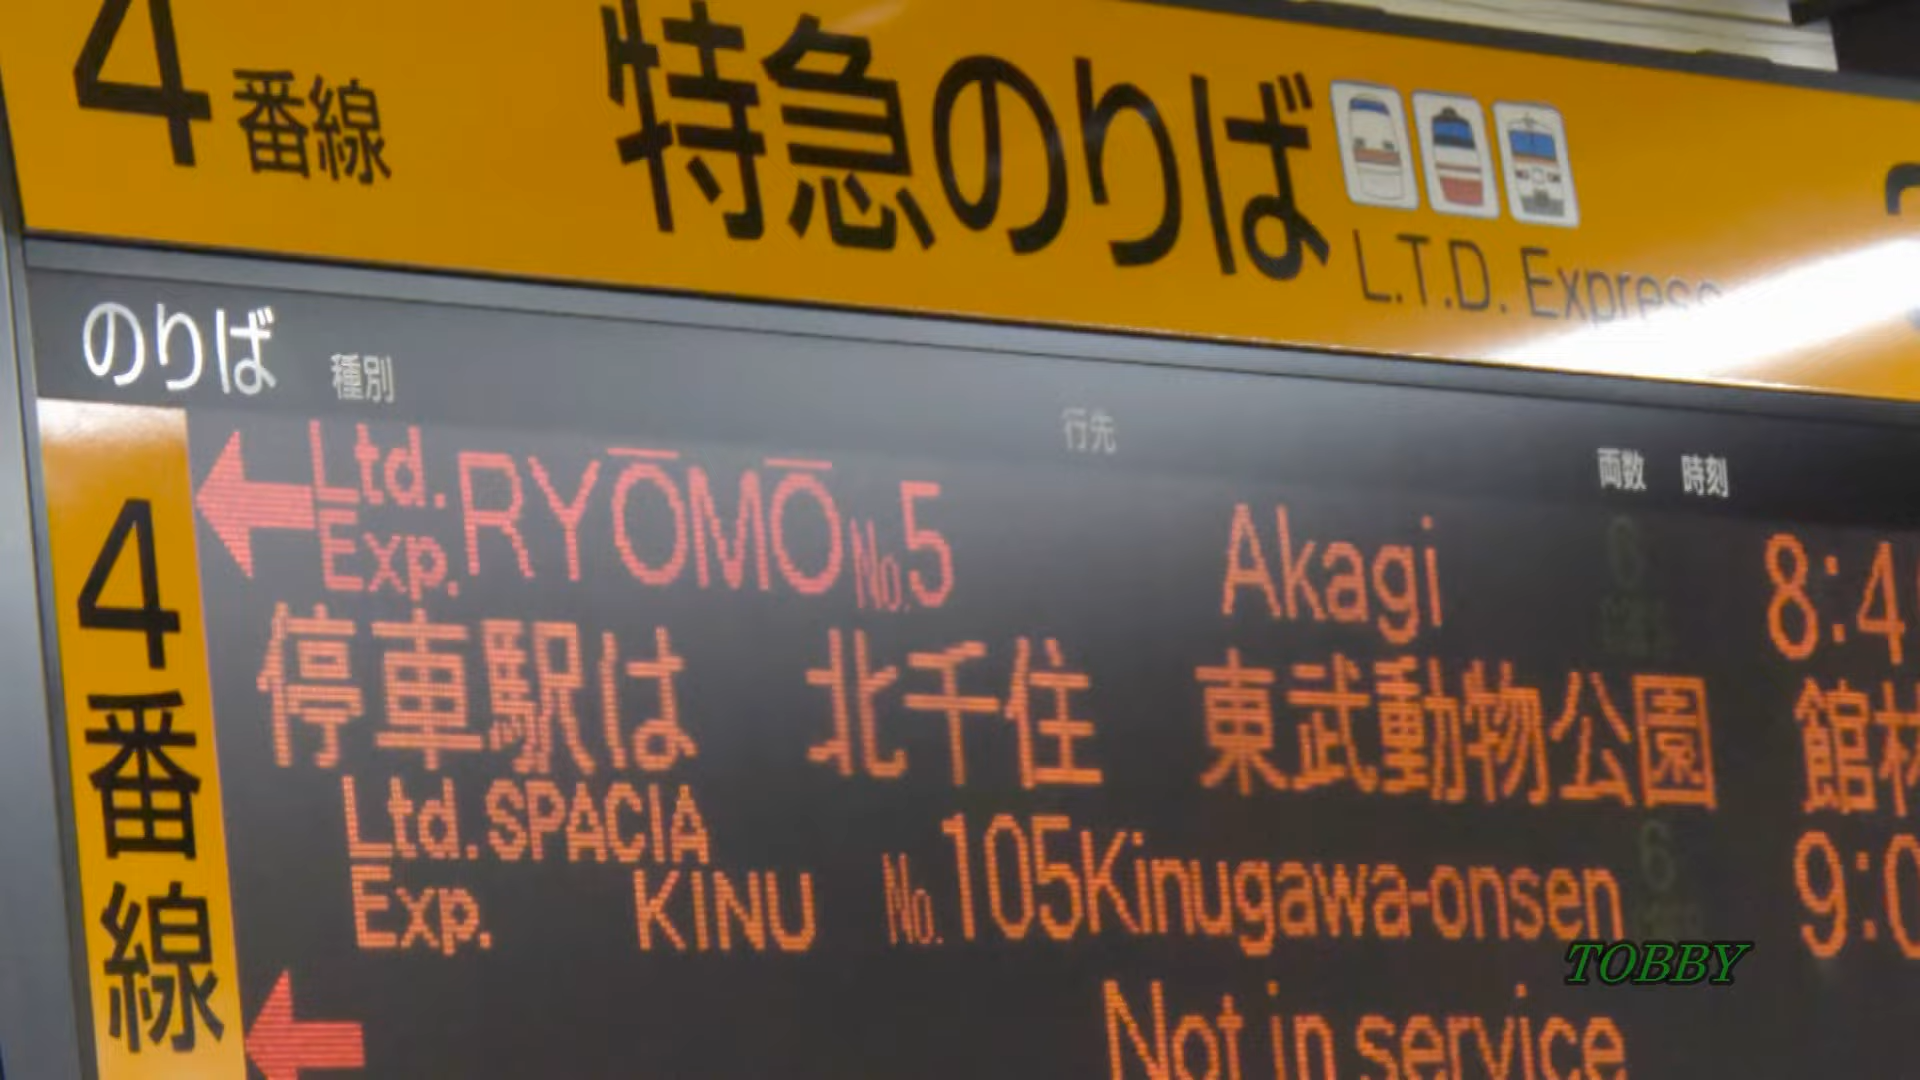 4番線 特急のりば
L.T.D. Express
のりば 種別 行先 両数 時刻
Ltd. Exp. RYŌMŌ No.5 Akagi 8:4
停車駅は 北千住 東武動物公園 館林
Ltd. Exp. SPACIA KINU No.105 Kinugawa-onsen 9:0
4番線
Not in service
TOBBY